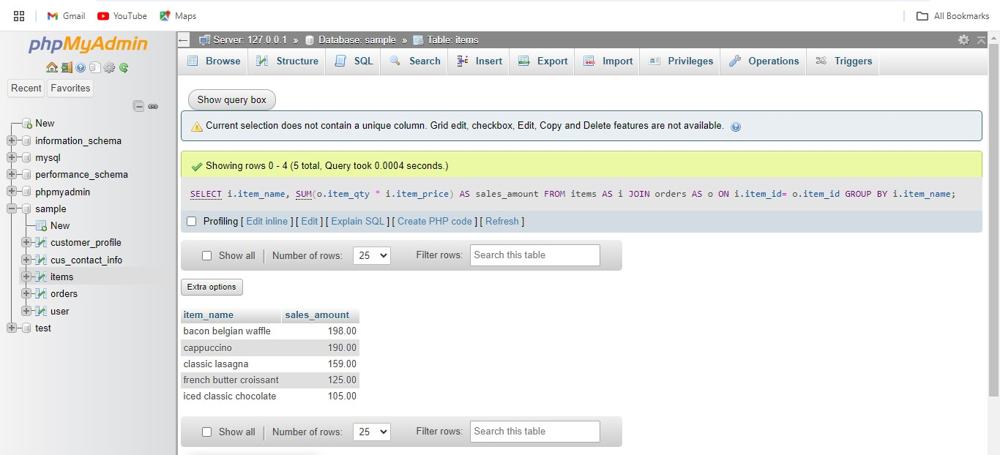 Gmail YouTube Maps All Bookmarks
phpMyAdmin
Recent Favorites
New
information_schema
mysql
performance_schema
phpmyadmin
sample
New
customer_profile
cus_contact_info
items
orders
user
test
Server: 127.0.0.1 » Database: sample » Table: items
Browse Structure SQL Search Insert Export Import Privileges Operations Triggers
Show query box
Current selection does not contain a unique column. Grid edit, checkbox, Edit, Copy and Delete features are not available.
Showing rows 0 - 4 (5 total, Query took 0.0004 seconds.)
SELECT i.item_name, SUM(o.item_qty * i.item_price) AS sales_amount FROM items AS i JOIN orders AS o ON i.item_id= o.item_id GROUP BY i.item_name;
Profiling [ Edit inline ] [ Edit ] [ Explain SQL ] [ Create PHP code ] [ Refresh ]
Show all Number of rows: 25 Filter rows: Search this table
Extra options
item_name sales_amount
bacon belgian waffle 198.00
cappuccino 190.00
classic lasagna 159.00
french butter croissant 125.00
iced classic chocolate 105.00
Show all Number of rows: 25 Filter rows: Search this table